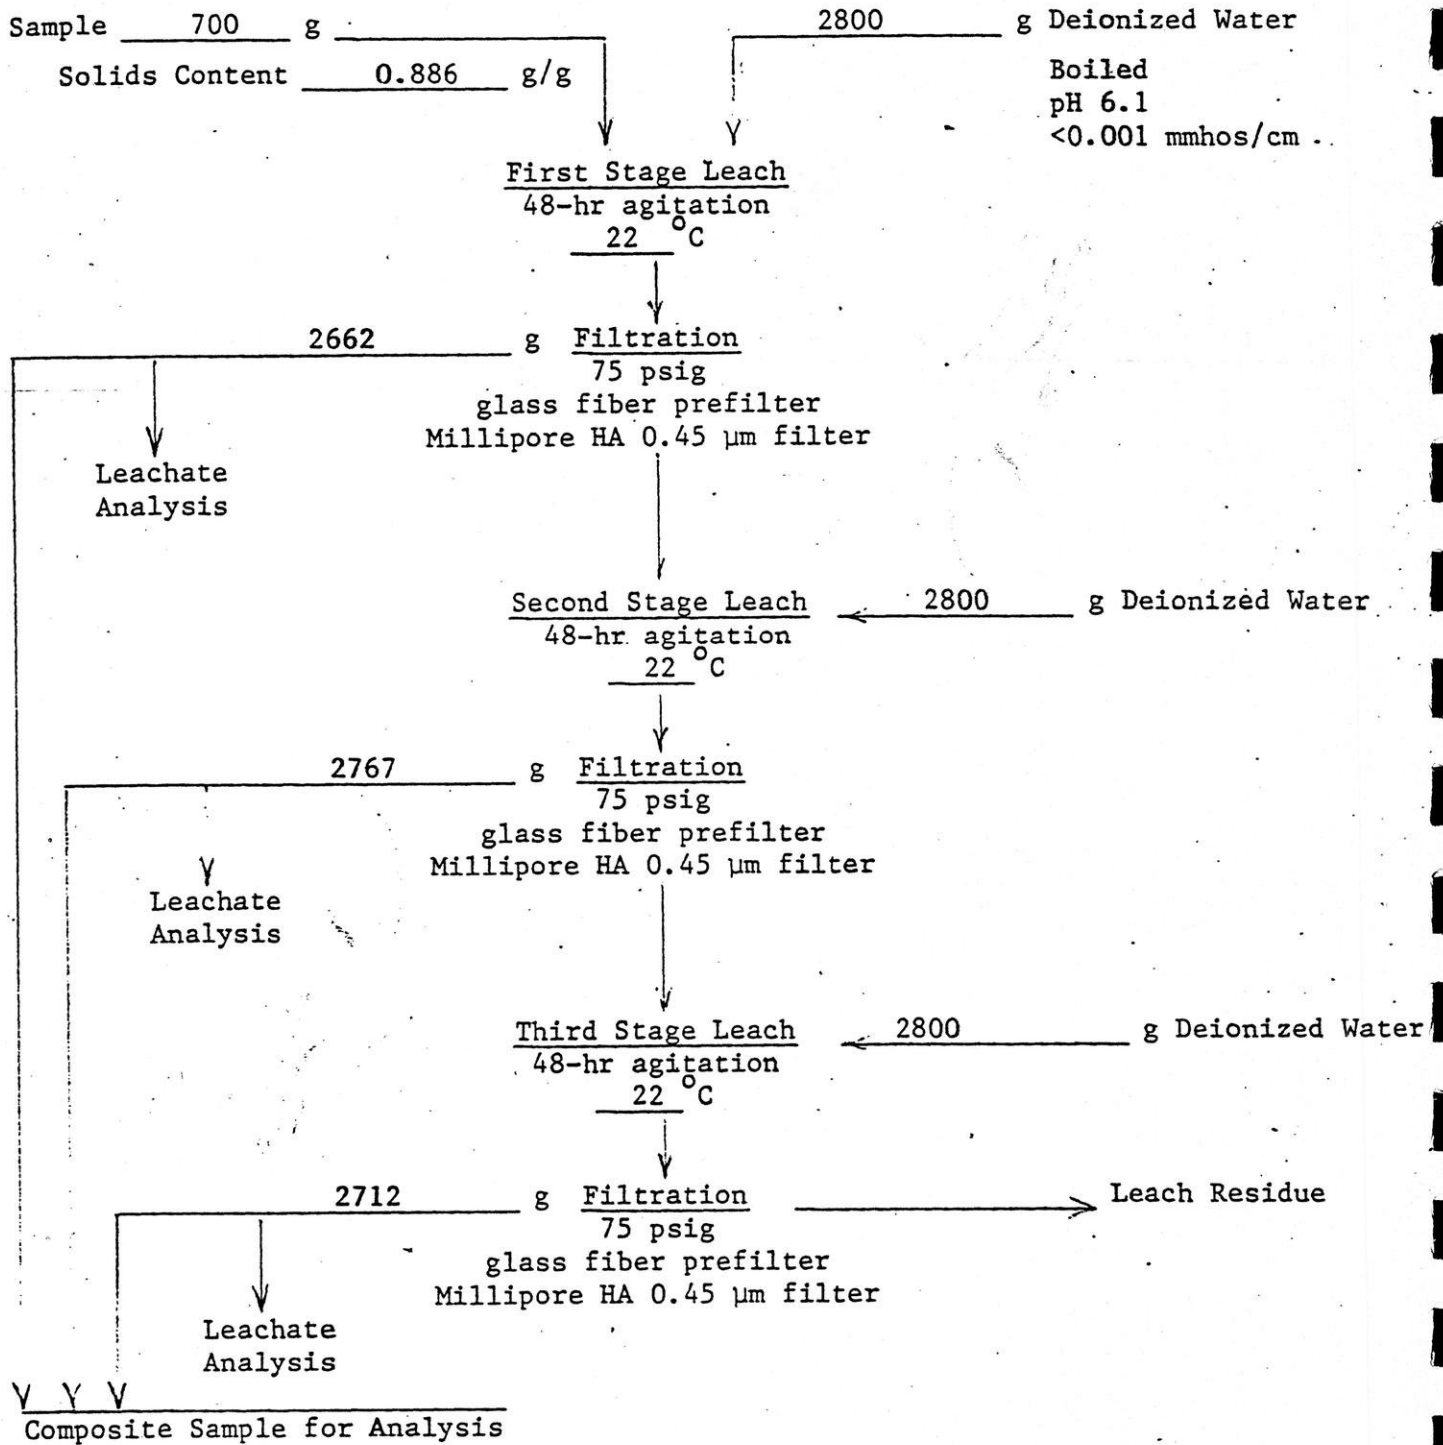 Sample 700 g 2800 g Deionized Water
Solids Content 0.886 g/g
Boiled
pH 6.1
<0.001 mmhos/cm
First Stage Leach
48-hr agitation
22 °C
2662 g Filtration
75 psig
glass fiber prefilter
Millipore HA 0.45 µm filter
Leachate
Analysis
Second Stage Leach 2800 g Deionized Water
48-hr agitation
22 °C
2767 g Filtration
75 psig
glass fiber prefilter
Millipore HA 0.45 µm filter
Leachate
Analysis
Third Stage Leach 2800 g Deionized Water
48-hr agitation
22 °C
2712 g Filtration Leach Residue
75 psig
glass fiber prefilter
Millipore HA 0.45 µm filter
Leachate
Analysis
Composite Sample for Analysis